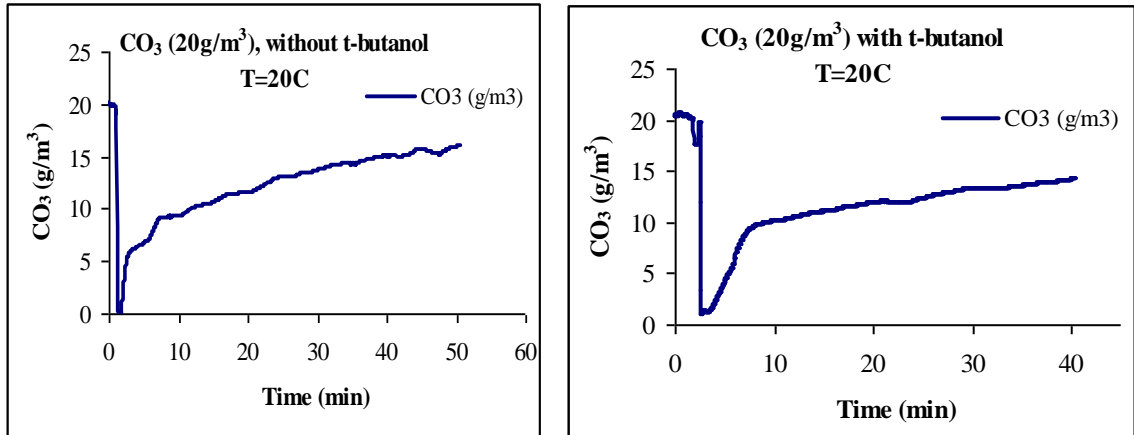 CO₃ (20g/m³), without t-butanol
T=20C
CO3 (g/m3)
CO₃ (g/m³)
25
20
15
10
5
0
0 10 20 30 40 50 60
Time (min)
CO₃ (20g/m³) with t-butanol
T=20C
CO3 (g/m3)
CO₃ (g/m³)
25
20
15
10
5
0
0 10 20 30 40
Time (min)